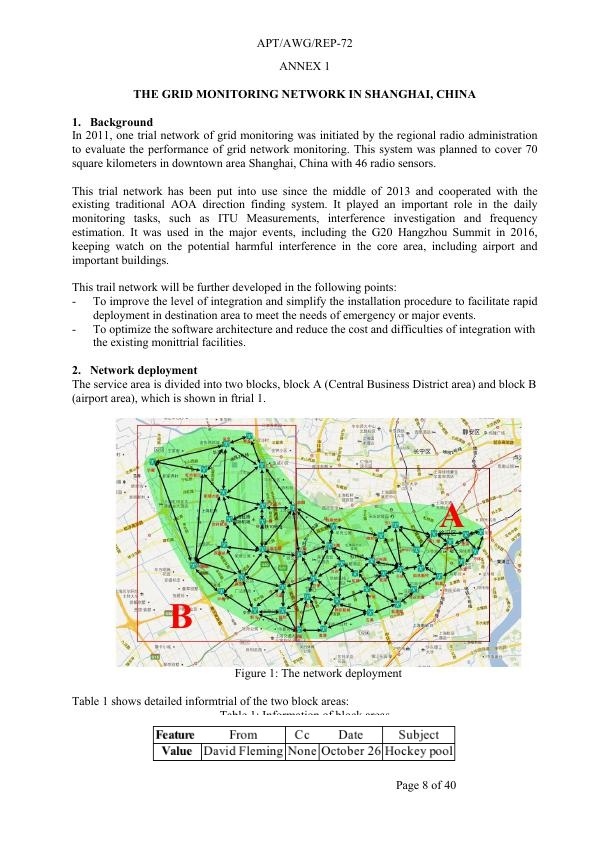 APT/AWG/REP-72
ANNEX 1
THE GRID MONITORING NETWORK IN SHANGHAI, CHINA
1. Background
In 2011, one trial network of grid monitoring was initiated by the regional radio administration
to evaluate the performance of grid network monitoring. This system was planned to cover 70
square kilometers in downtown area Shanghai, China with 46 radio sensors.
This trial network has been put into use since the middle of 2013 and cooperated with the
existing traditional AOA direction finding system. It played an important role in the daily
monitoring tasks, such as ITU Measurements, interference investigation and frequency
estimation. It was used in the major events, including the G20 Hangzhou Summit in 2016,
keeping watch on the potential harmful interference in the core area, including airport and
important buildings.
This trail network will be further developed in the following points:
- To improve the level of integration and simplify the installation procedure to facilitate rapid
deployment in destination area to meet the needs of emergency or major events.
- To optimize the software architecture and reduce the cost and difficulties of integration with
the existing monittrial facilities.
2. Network deployment
The service area is divided into two blocks, block A (Central Business District area) and block B
(airport area), which is shown in ftrial 1.
静安区
长宁区
A
B
Figure 1: The network deployment
Table 1 shows detailed informtrial of the two block areas:
Table 1: Information of block areas
Feature From Cc Date Subject
Value David Fleming None October 26 Hockey pool
Page 8 of 40